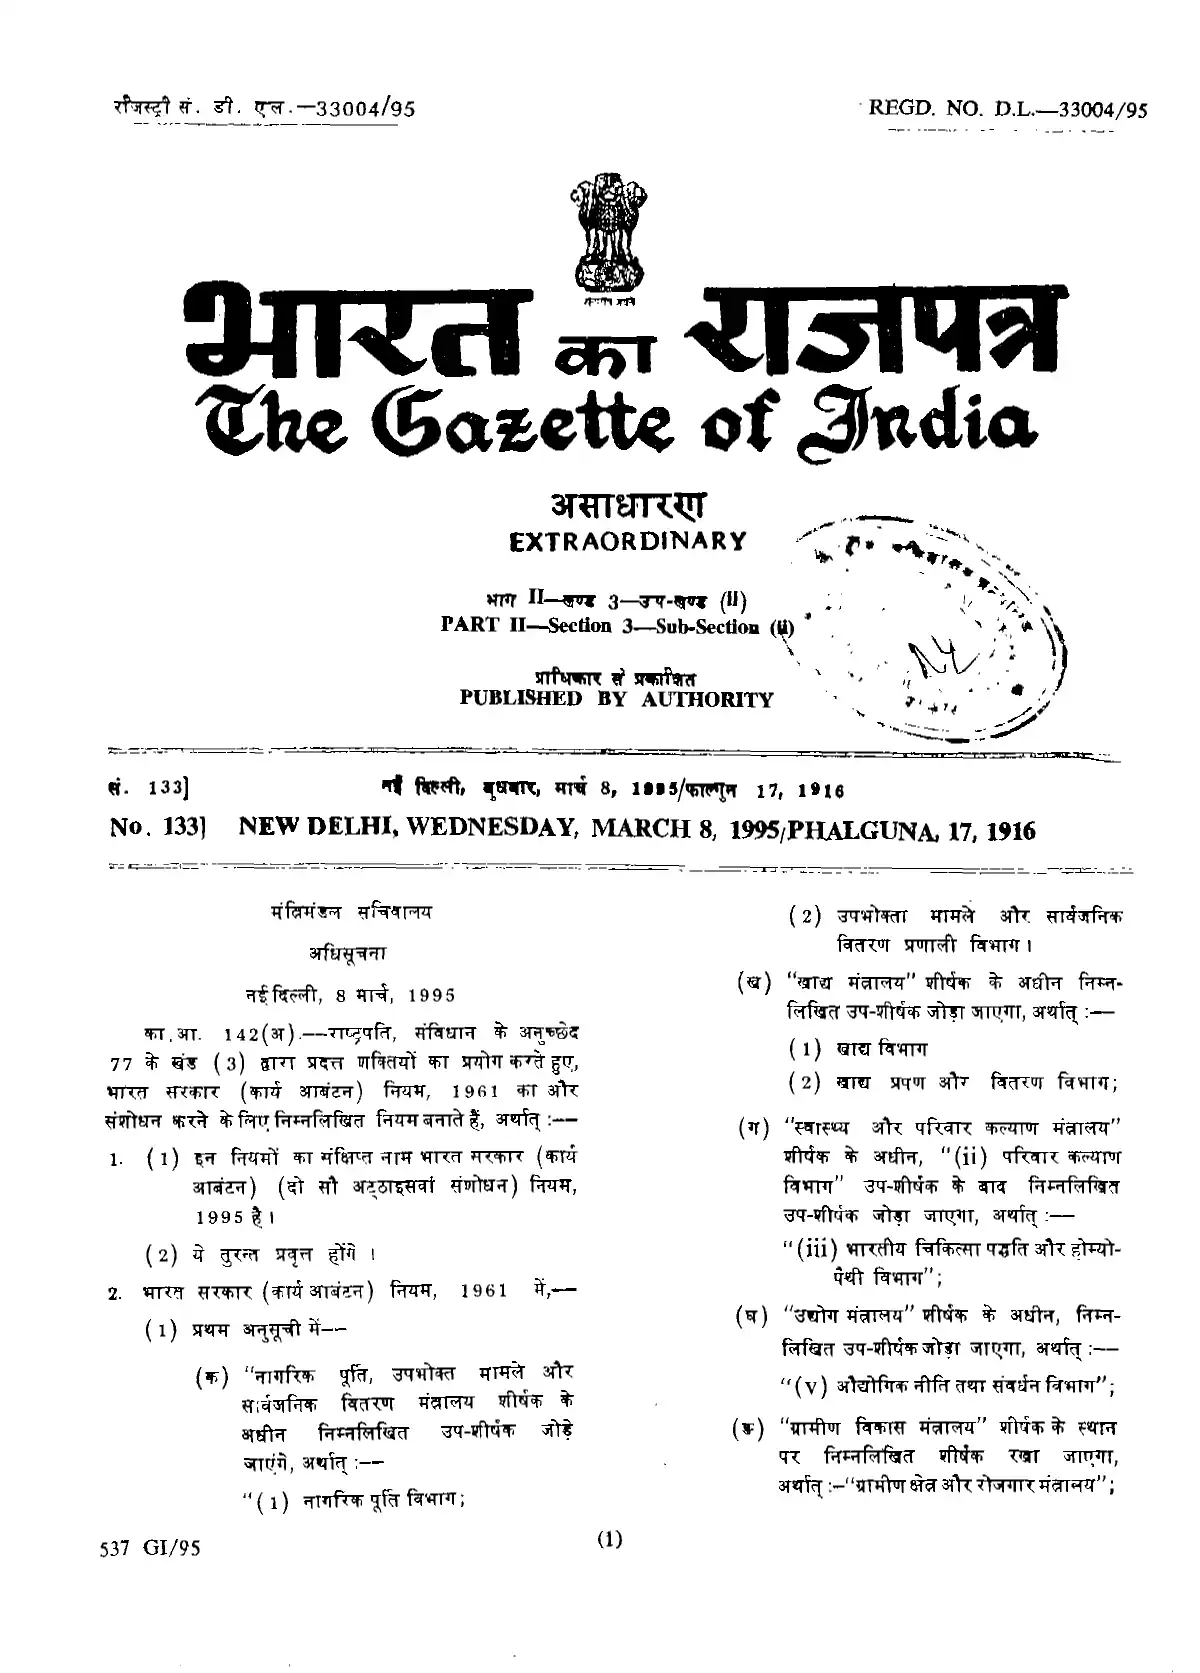 रजिस्ट्री सं. डी. एल.—33004/95
REGD. NO. D.L.—33004/95
भारत का राजपत्र
The Gazette of India
असाधारण
EXTRAORDINARY
भाग II—खण्ड 3—उप-खण्ड (ii)
PART II—Section 3—Sub-Section (ii)
प्राधिकार से प्रकाशित
PUBLISHED BY AUTHORITY
सं. 133] नई दिल्ली, बुधवार, मार्च 8, 1995/फाल्गुन 17, 1916
No. 133] NEW DELHI, WEDNESDAY, MARCH 8, 1995/PHALGUNA, 17, 1916
मंत्रिमंडल सचिवालय
अधिसूचना
नई दिल्ली, 8 मार्च, 1995
का.आ. 142(अ).—राष्ट्रपति, संविधान के अनुच्छेद
77 के खंड (3) द्वारा प्रदत्त शक्तियों का प्रयोग करते हुए,
भारत सरकार (कार्य आबंटन) नियम, 1961 का और
संशोधन करने के लिए निम्नलिखित नियम बनाते हैं, अर्थात् :—
1. (1) इन नियमों का संक्षिप्त नाम भारत सरकार (कार्य
आबंटन) (दो सौ अट्ठाइसवां संशोधन) नियम,
1995 है।
(2) ये तुरन्त प्रवृत्त होंगे ।
2. भारत सरकार (कार्य आबंटन) नियम, 1961 में,—
(1) प्रथम अनुसूची में—
(क) "नागरिक पूर्ति, उपभोक्त मामले और
सार्वजनिक वितरण मंत्रालय शीर्षक के
अधीन निम्नलिखित उप-शीर्षक जोड़े
जाएंगे, अर्थात् :—
"(1) नागरिक पूर्ति विभाग;
(2) उपभोक्ता मामले और सार्वजनिक
वितरण प्रणाली विभाग।
(ख) "खाद्य मंत्रालय" शीर्षक के अधीन निम्न-
लिखित उप-शीर्षक जोड़ा जाएगा, अर्थात् :—
(1) खाद्य विभाग
(2) खाद्य प्रपण और वितरण विभाग;
(ग) "स्वास्थ्य और परिवार कल्याण मंत्रालय"
शीर्षक के अधीन, "(ii) परिवार कल्याण
विभाग" उप-शीर्षक के बाद निम्नलिखित
उप-शीर्षक जोड़ा जाएगा, अर्थात् :—
"(iii) भारतीय चिकित्सा पद्धति और होम्यो-
पैथी विभाग";
(घ) "उद्योग मंत्रालय" शीर्षक के अधीन, निम्न-
लिखित उप-शीर्षक जोड़ा जाएगा, अर्थात् :—
"(v) औद्योगिक नीति तथा संवर्धन विभाग";
(ङ) "ग्रामीण विकास मंत्रालय" शीर्षक के स्थान
पर निम्नलिखित शीर्षक रखा जाएगा,
अर्थात् :—"ग्रामीण क्षेत्र और रोजगार मंत्रालय";
537 GI/95
(1)